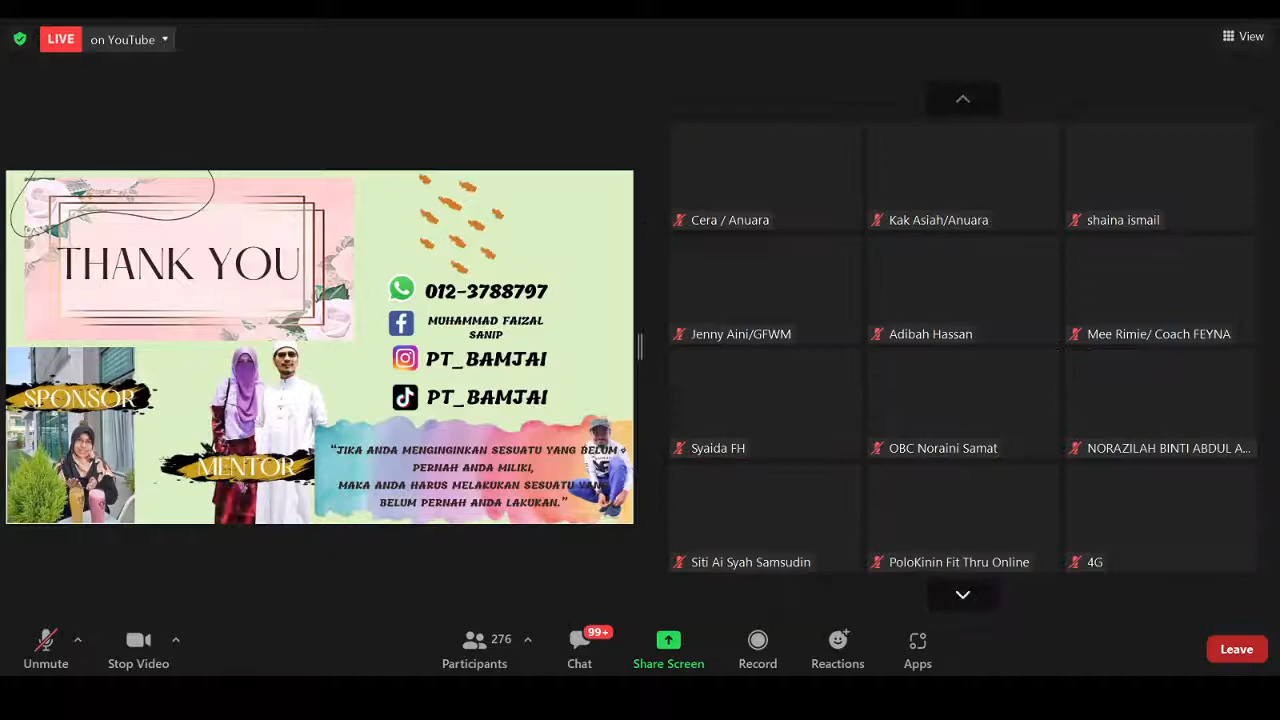 LIVE on YouTube
View
THANK YOU
012-3788797
MUHAMMAD FAIZAL
SANIP
PT_BAMJAI
PT_BAMJAI
SPONSOR
MENTOR
“JIKA ANDA MENGINGINKAN SESUATU YANG BELUM
PERNAH ANDA MILIKI,
MAKA ANDA HARUS MELAKUKAN SESUATU YANG
BELUM PERNAH ANDA LAKUKAN.”
Cera / Anuara
Kak Asiah/Anuara
shaina ismail
Jenny Aini/GFWM
Adibah Hassan
Mee Rimie/ Coach FEYNA
Syaida FH
OBC Noraini Samat
NORAZILAH BINTI ABDUL A...
Siti Ai Syah Samsudin
PoloKinin Fit Thru Online
4G
Unmute
Stop Video
276
Participants
99+
Chat
Share Screen
Record
Reactions
Apps
Leave